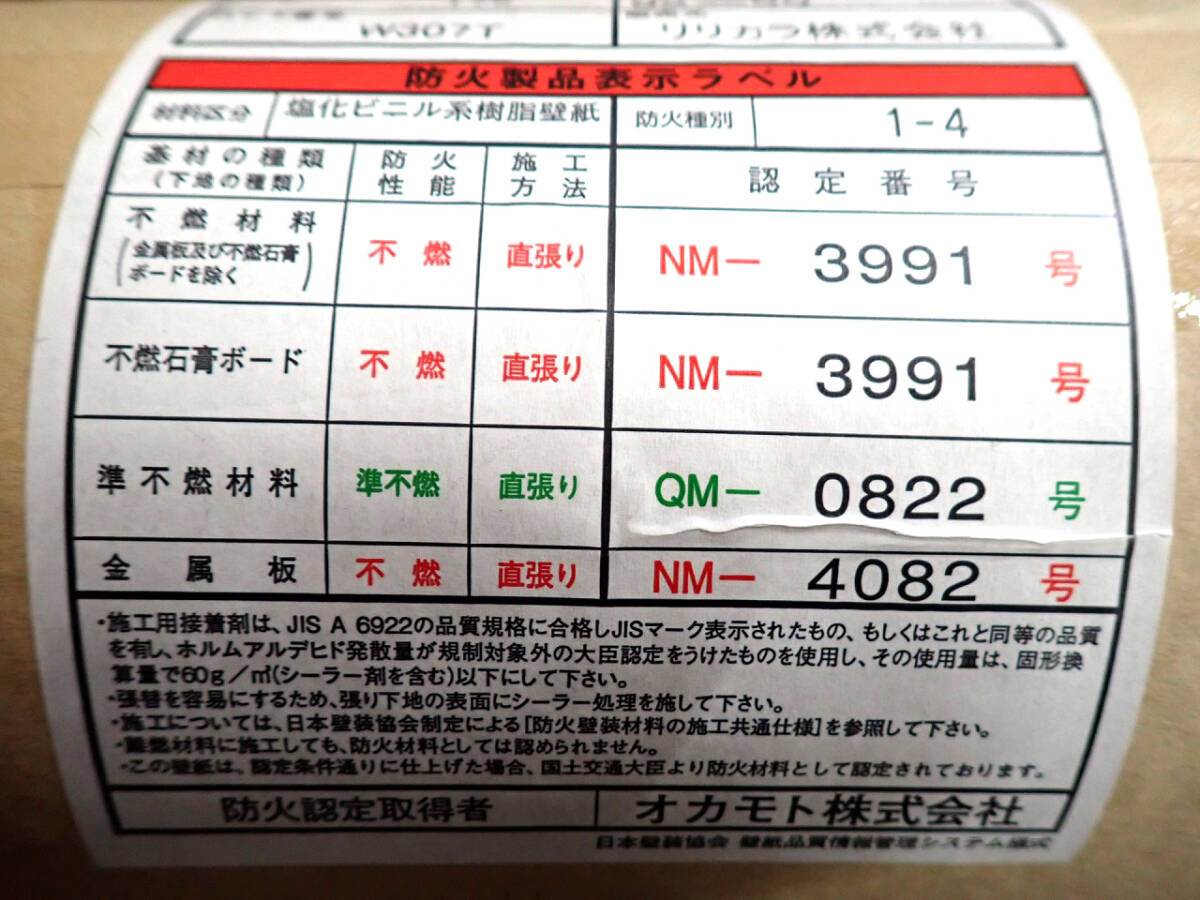 W307T リリカラ株式会社
防火製品表示ラベル
材料区分 塩化ビニル系樹脂壁紙 防火種別 1-4
基材の種類 防火 施工 認定番号
(下地の種類) 性能 方法
不燃材料
(金属板及び不燃石膏 不燃 直張り NM- 3991 号
ボードを除く)
不燃石膏ボード 不燃 直張り NM- 3991 号
準不燃材料 準不燃 直張り QM- 0822 号
金属板 不燃 直張り NM- 4082 号
・施工用接着剤は、JIS A 6922の品質規格に合格しJISマーク表示されたもの、もしくはこれと同等の品質
を有し、ホルムアルデヒド発散量が規制対象外の大臣認定をうけたものを使用し、その使用量は、固形換
算量で60g/㎡(シーラー剤を含む)以下にして下さい。
・張替を容易にするため、張り下地の表面にシーラー処理を施して下さい。
・施工については、日本壁装協会制定による[防火壁装材料の施工共通仕様]を参照して下さい。
・難燃材料に施工しても、防火材料としては認められません。
・この壁紙は、認定条件通りに仕上げた場合、国土交通大臣より防火材料として認定されております。
防火認定取得者 オカモト株式会社
日本壁装協会 壁紙品質情報管理システム様式